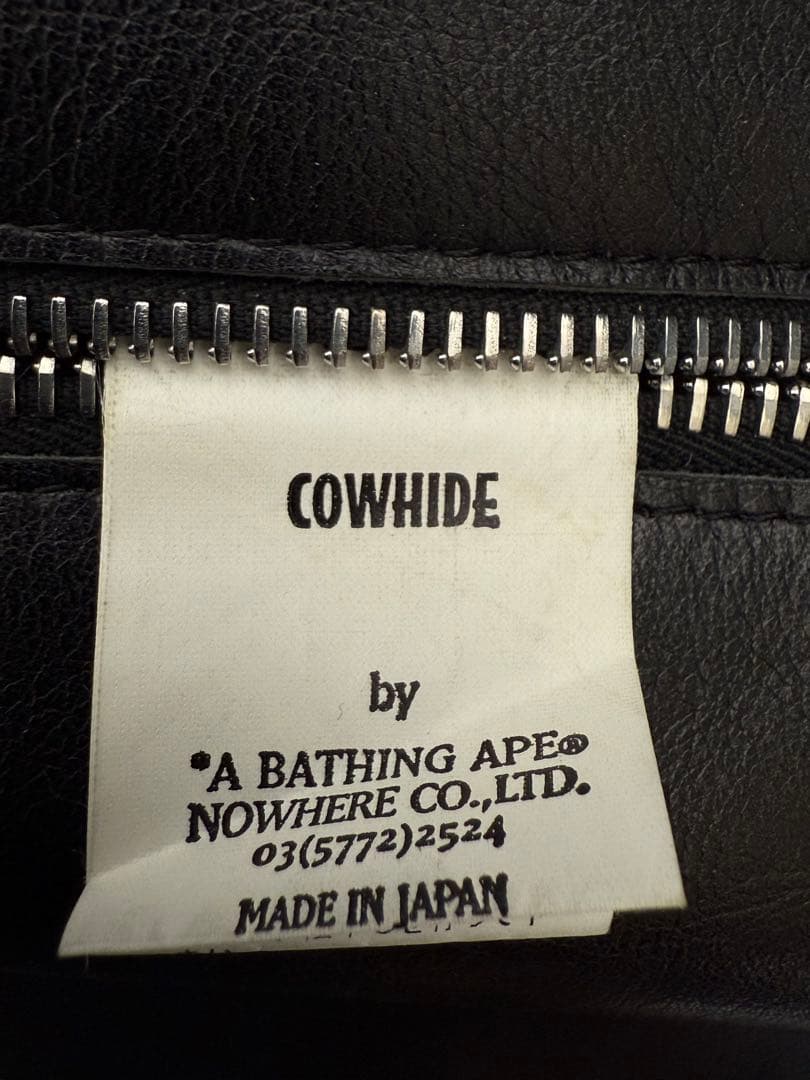 COWHIDE
by
*A BATHING APE®
NOWHERE CO.,LTD.
03(5772)2524
MADE IN JAPAN